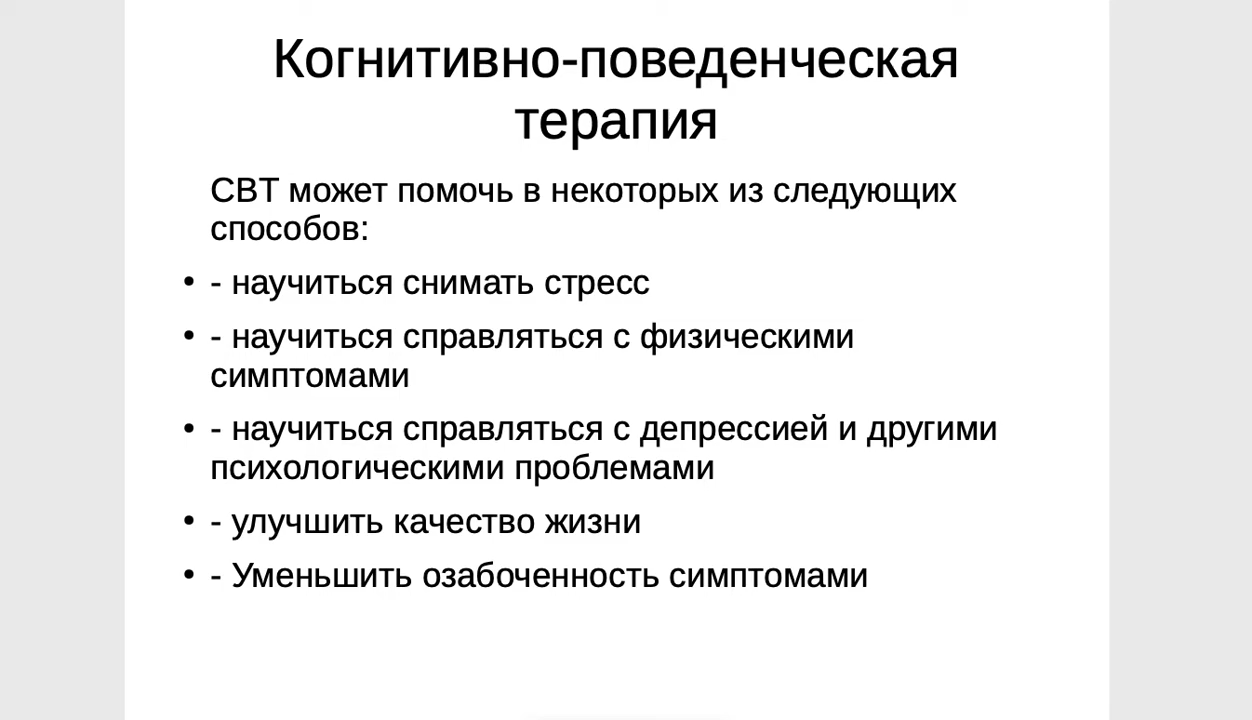 Когнитивно-поведенческая
терапия
СВТ может помочь в некоторых из следующих
способов:
• - научиться снимать стресс
• - научиться справляться с физическими
симптомами
• - научиться справляться с депрессией и другими
психологическими проблемами
• - улучшить качество жизни
• - Уменьшить озабоченность симптомами